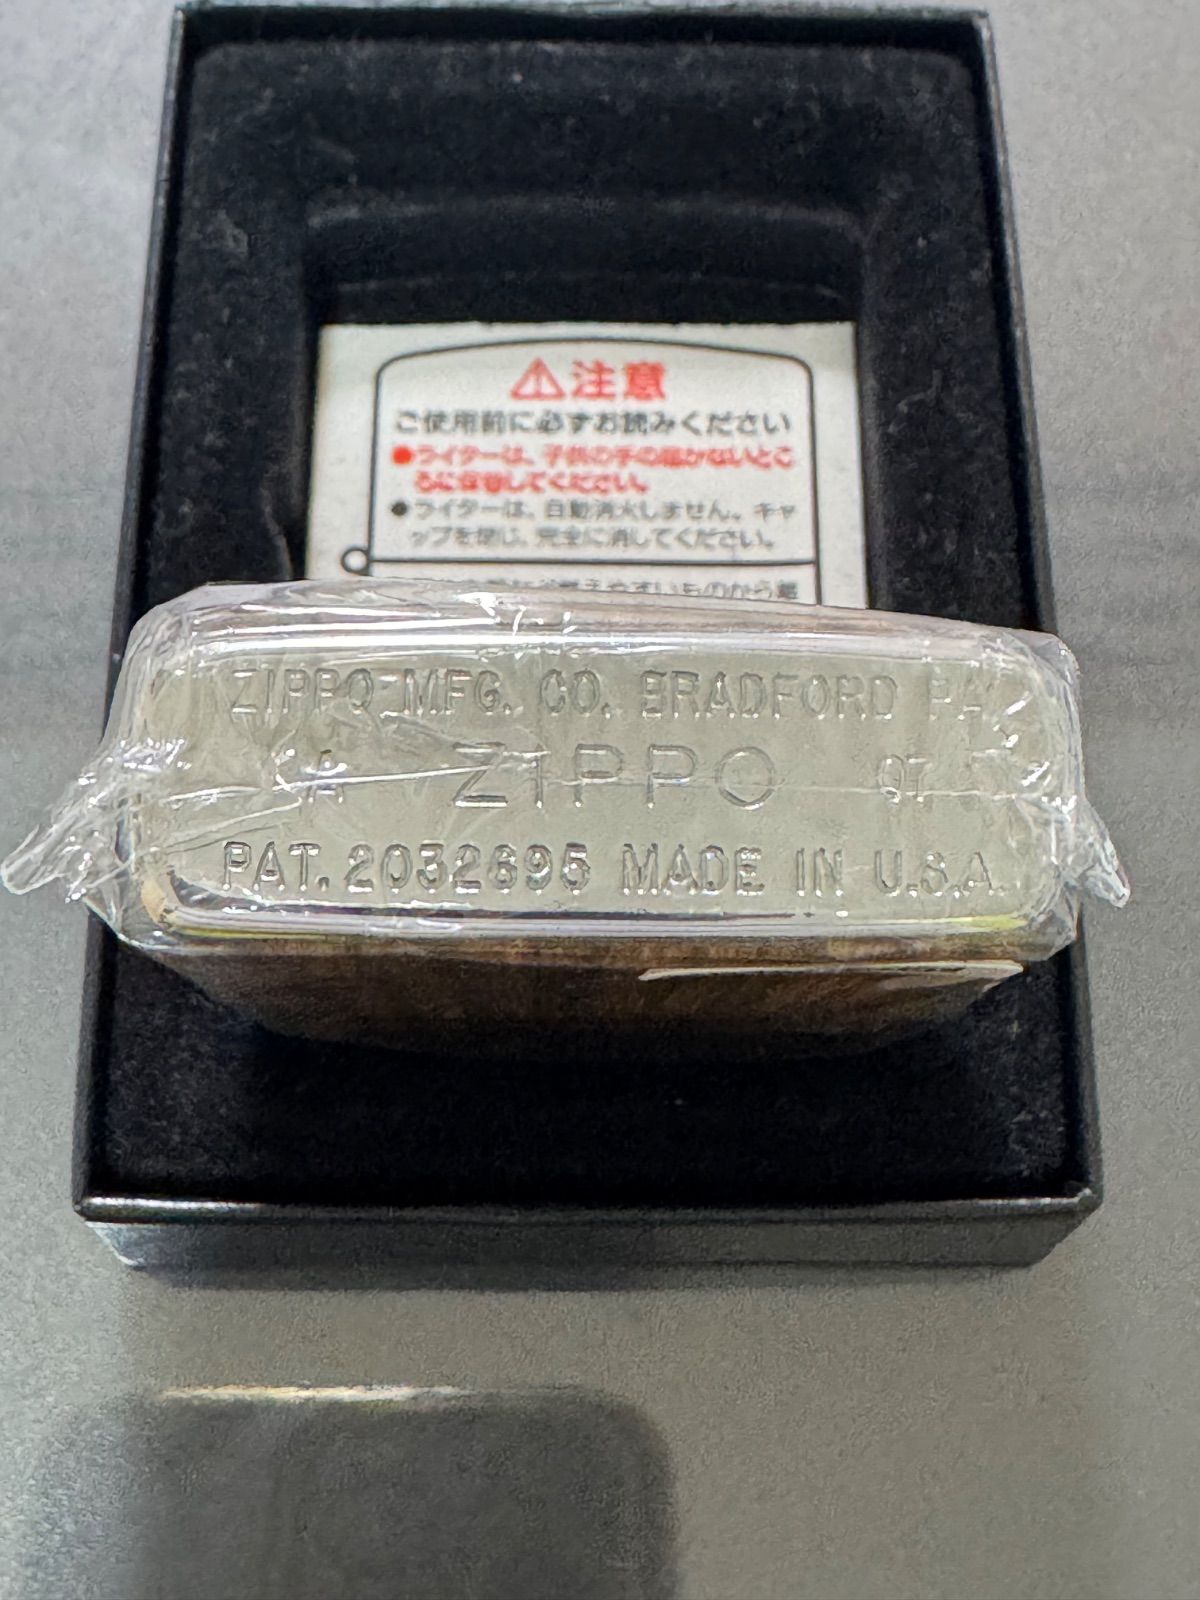 ⚠注意
ご使用前に必ずお読みください
●ライターは、子供の手の届かないとこ
ろに保管してください。
●ライターは、自動消火しません。キャ
ップを閉じ、完全に消してください。
ZIPPO MFG. CO. BRADFORD PA
A ZIPPO 07
PAT. 2032695 MADE IN U.S.A.